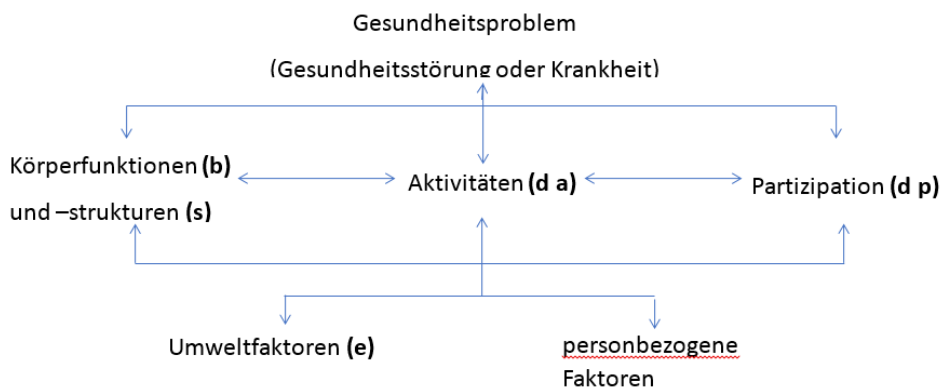 Gesundheitsproblem
(Gesundheitsstörung oder Krankheit)
Körperfunktionen (b)
und –strukturen (s)
Aktivitäten (d a)
Partizipation (d p)
Umweltfaktoren (e)
personbezogene
Faktoren